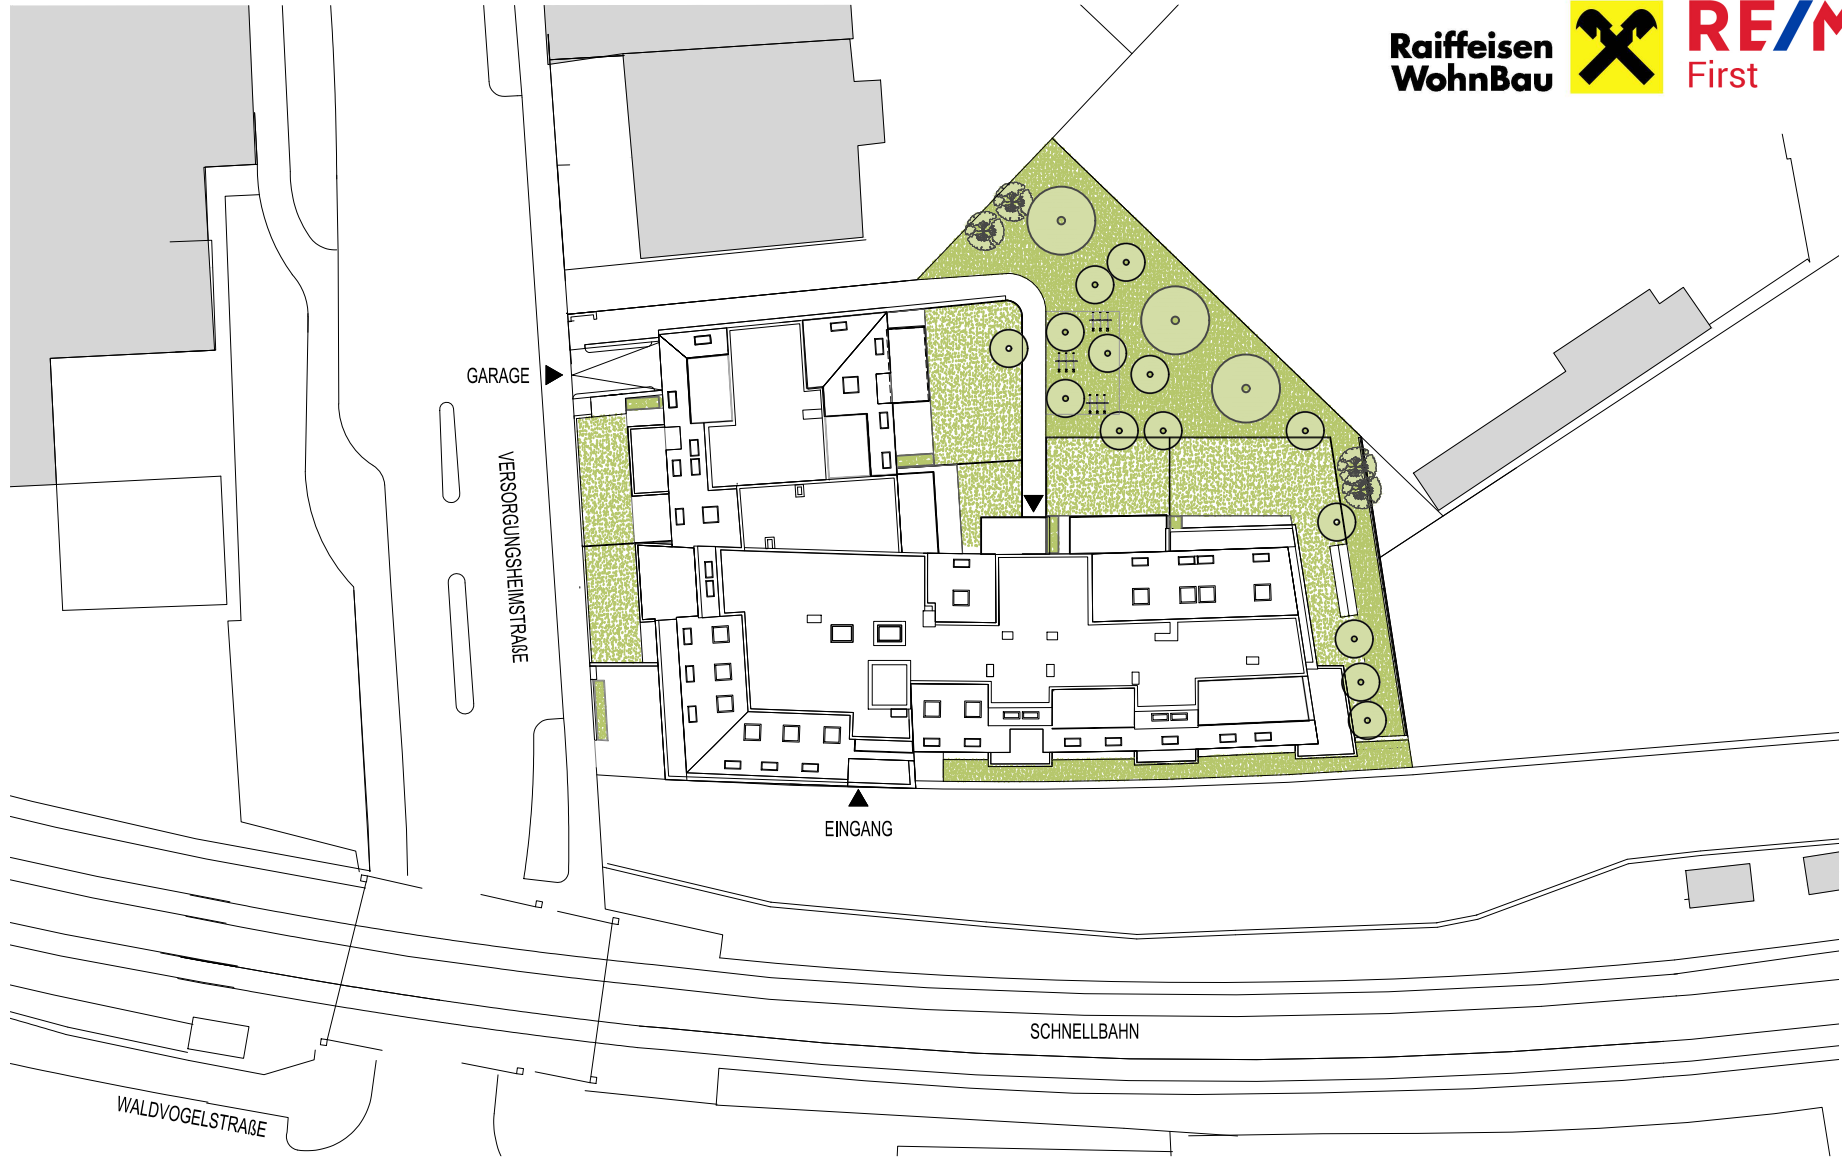 Raiffeisen
WohnBau
RE/M
First
GARAGE
VERSORGUNGSHEIMSTRAßE
EINGANG
SCHNELLBAHN
WALDVOGELSTRAßE